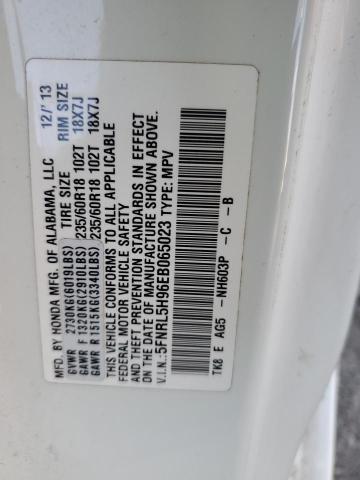 MFD. BY HONDA MFG. OF ALABAMA, LLC 12/'13
TIRE SIZE RIM SIZE
GVWR 2730KG(6019LBS)
GAWR F 1320KG(2910LBS) 235/60R18 102T 18X7J
GAWR R 1515KG(3340LBS) 235/60R18 102T 18X7J
THIS VEHICLE CONFORMS TO ALL APPLICABLE
FEDERAL MOTOR VEHICLE SAFETY
AND THEFT PREVENTION STANDARDS IN EFFECT
ON THE DATE OF MANUFACTURE SHOWN ABOVE.
V.I.N.:5FNRL5H96EB065023 TYPE: MPV
TK8 E AG5 -NH603P - C - B